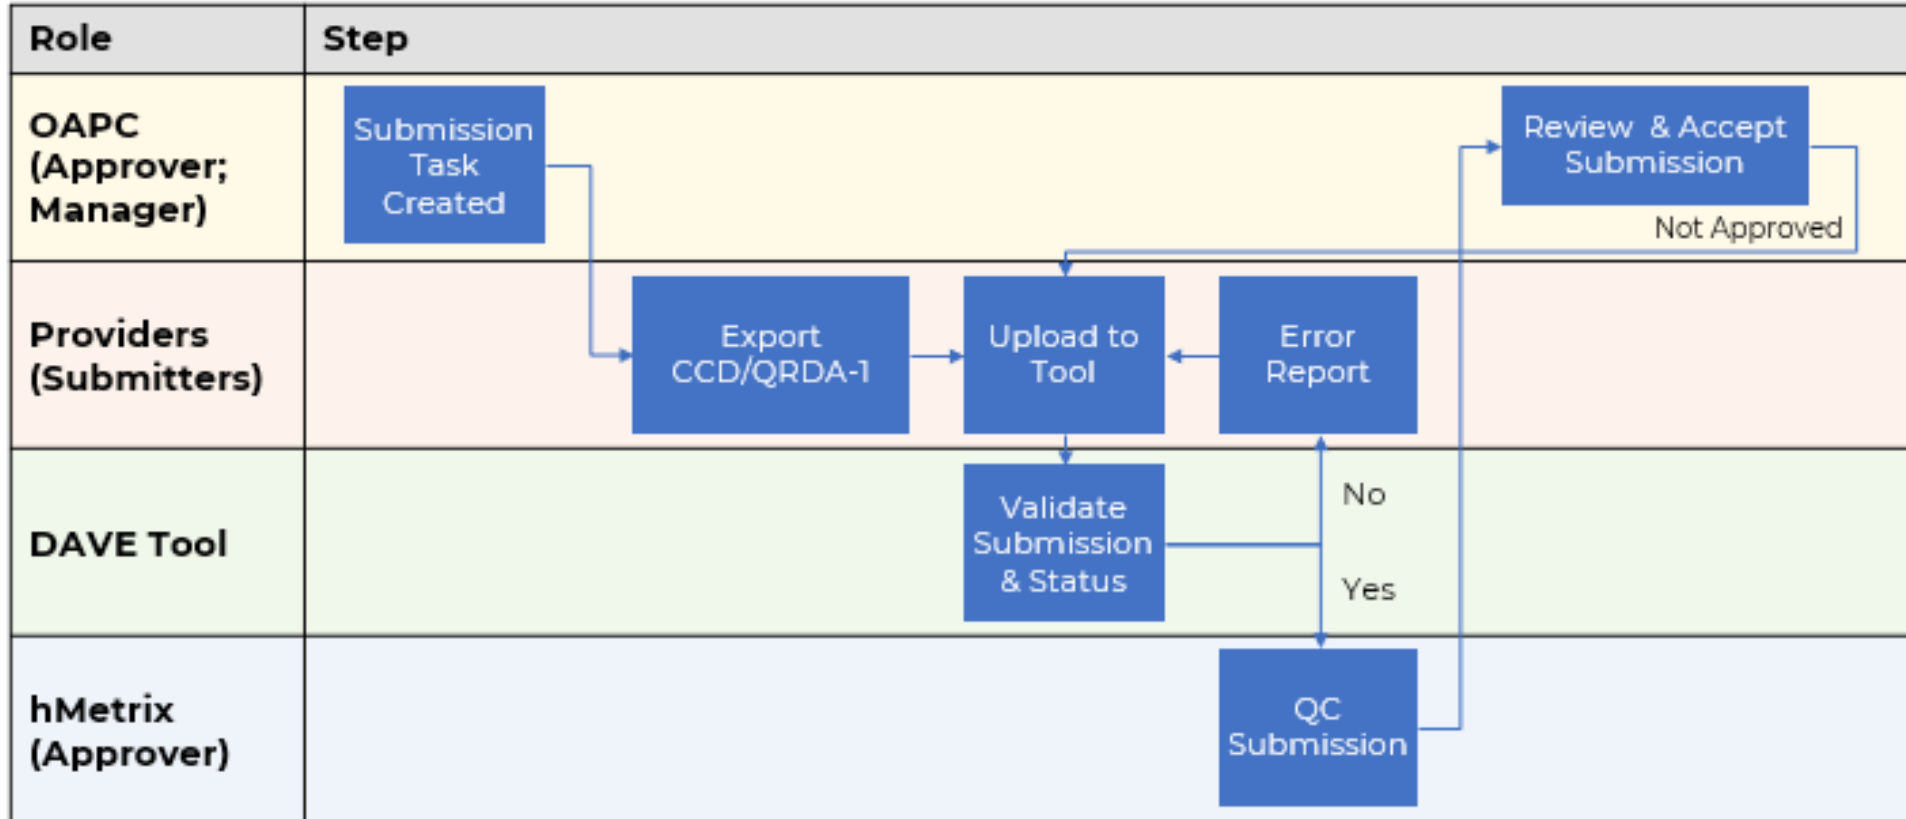 Role
Step
OAPC
(Approver;
Manager)
Submission
Task
Created
Review & Accept
Submission
Not Approved
Providers
(Submitters)
Export
CCD/QRDA-1
Upload to
Tool
Error
Report
DAVE Tool
Validate
Submission
& Status
No
Yes
hMetrix
(Approver)
QC
Submission